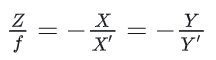 Z/f = −X/X′ = −Y/Y′